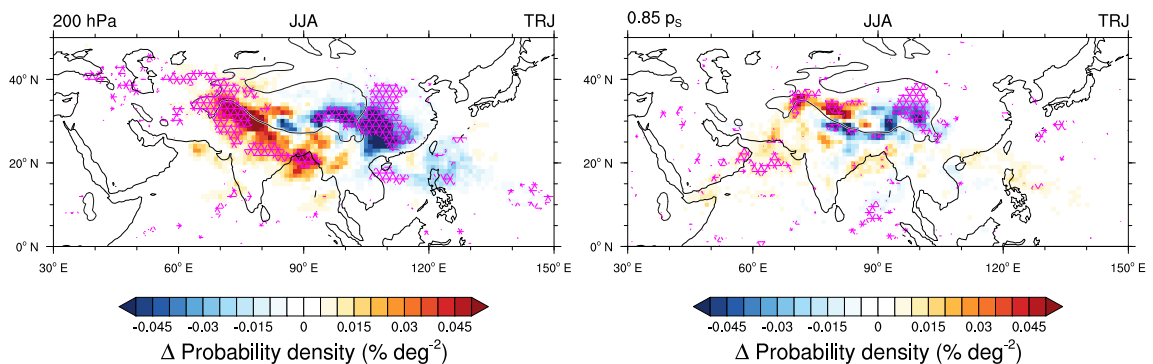 200 hPa JJA TRJ
40° N
20° N
0° N
30° E 60° E 90° E 120° E 150° E
-0.045 -0.03 -0.015 0 0.015 0.03 0.045
Δ Probability density (% deg⁻²)
0.85 pS JJA TRJ
40° N
20° N
0° N
30° E 60° E 90° E 120° E 150° E
-0.045 -0.03 -0.015 0 0.015 0.03 0.045
Δ Probability density (% deg⁻²)